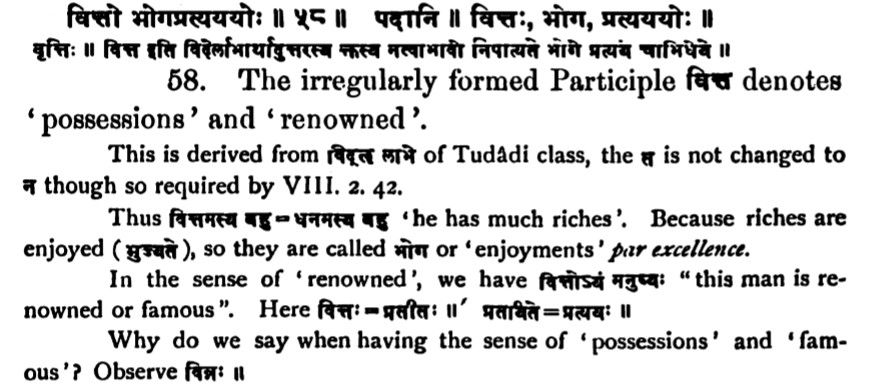 वित्तो भोगप्रत्यययोः ॥ ५८ ॥ पदानि ॥ वित्तः, भोग, प्रत्यययोः ॥
वृत्तिः ॥ वित्त इति विदेर्लाभार्थादुत्तरस्य क्तस्य नत्वाभावो निपात्यते भोगे प्रत्यये चाभिधेये ॥
58. The irregularly formed Participle वित्त denotes
‘possessions’ and ‘renowned’.
This is derived from विद्लृ लाभे of Tudâdi class, the त is not changed to
न though so required by VIII. 2. 42.
Thus वित्तमस्य बहु = धनमस्य बहु ‘he has much riches’. Because riches are
enjoyed (भुज्यते), so they are called भोग or ‘enjoyments’ par excellence.
In the sense of ‘renowned’, we have वित्तोऽयं मनुष्यः “this man is re-
nowned or famous”. Here वित्तः = प्रतीतः ॥ प्रतीयते = प्रत्ययः ॥
Why do we say when having the sense of ‘possessions’ and ‘fam-
ous’? Observe विन्नः ॥